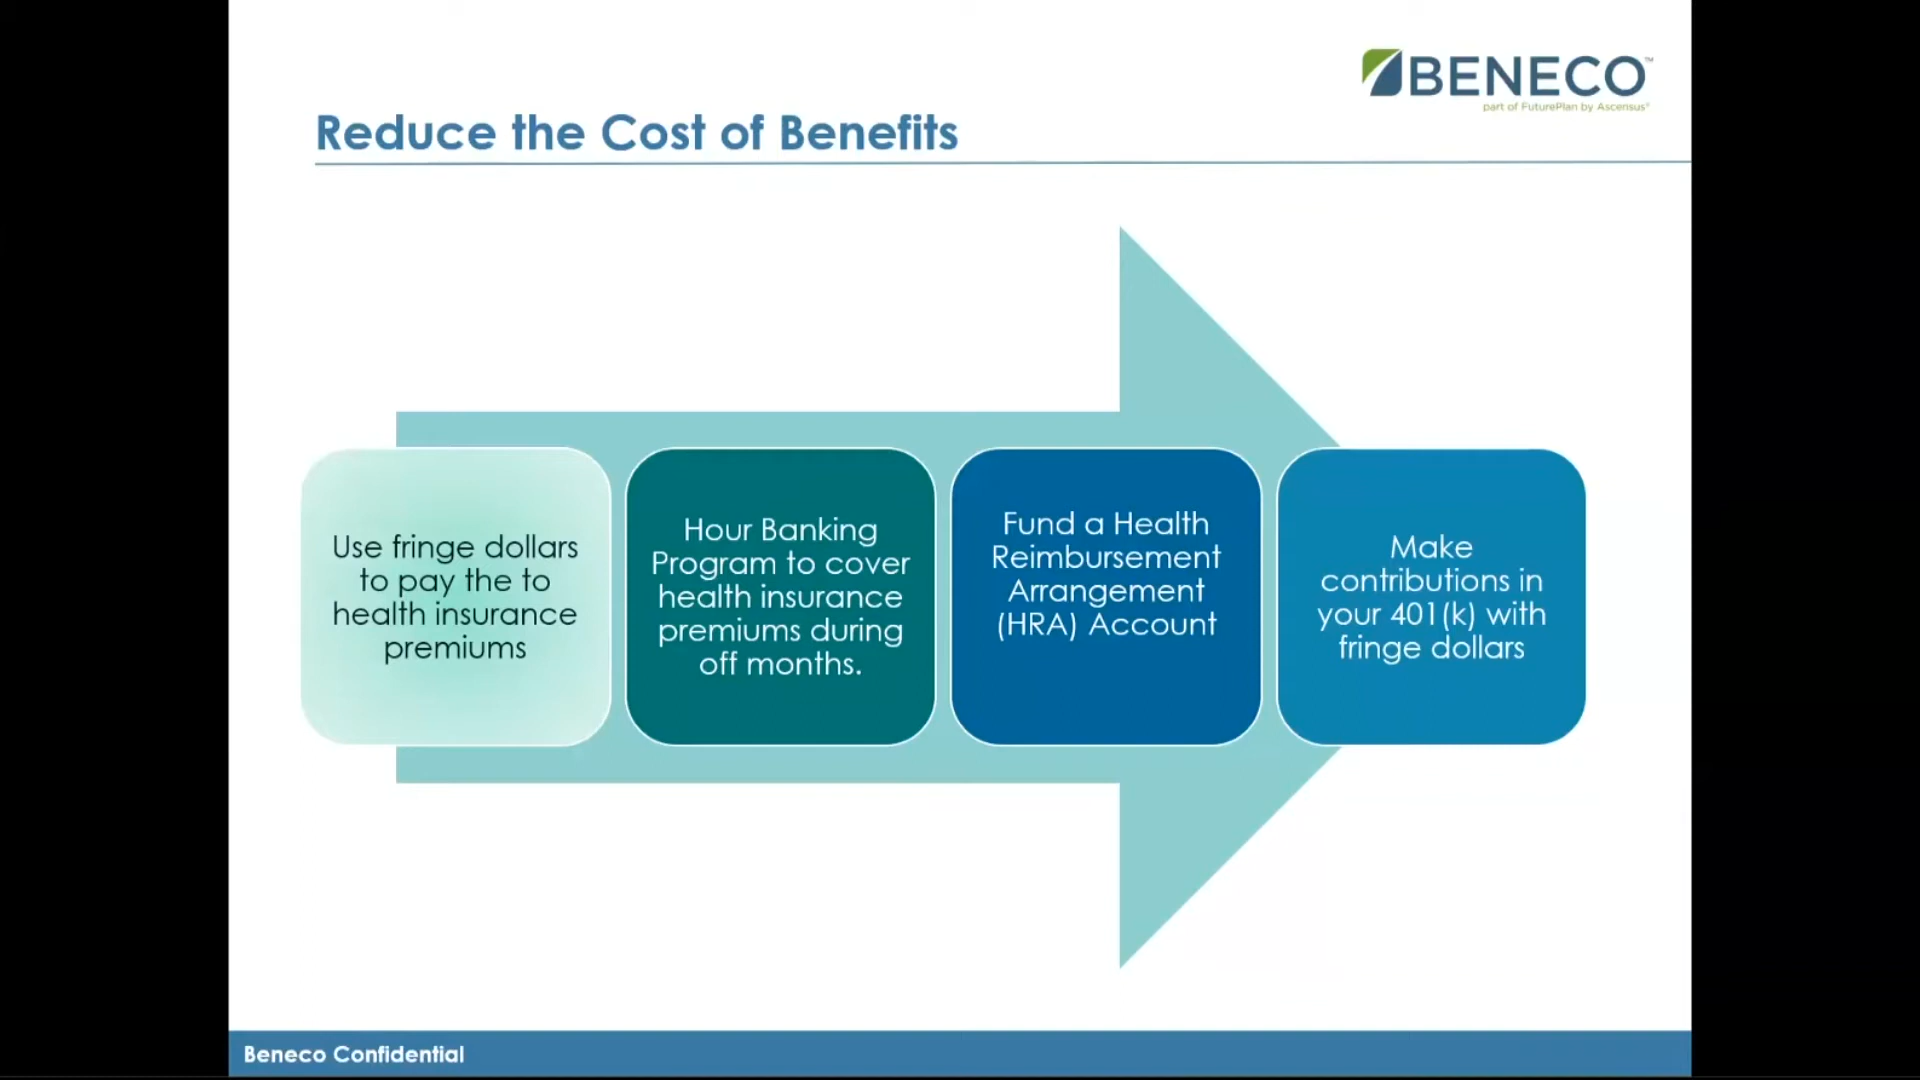 BENECO™
part of FuturePlan by Ascensus®
Reduce the Cost of Benefits
Use fringe dollars
to pay the to
health insurance
premiums
Hour Banking
Program to cover
health insurance
premiums during
off months.
Fund a Health
Reimbursement
Arrangement
(HRA) Account
Make
contributions in
your 401(k) with
fringe dollars
Beneco Confidential